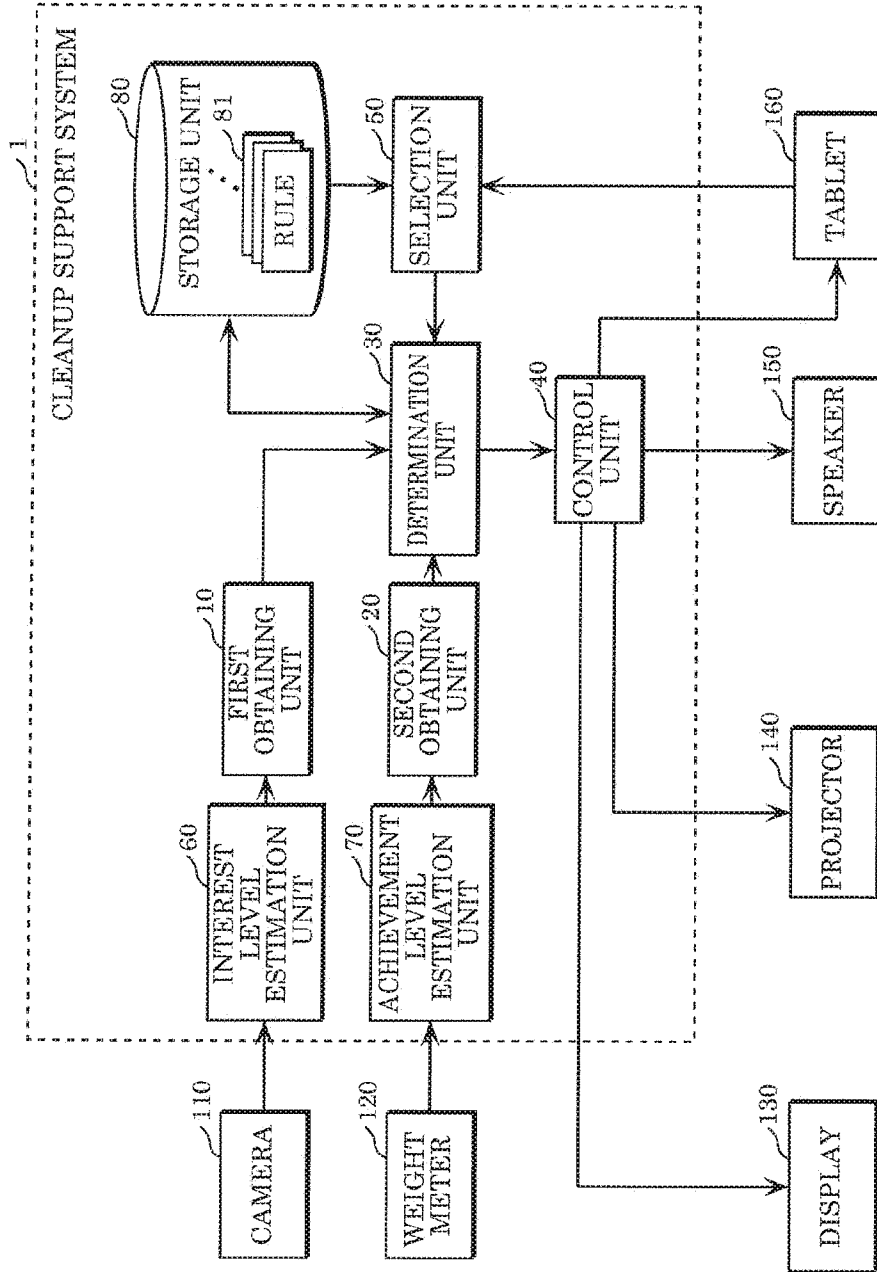 1
CLEANUP SUPPORT SYSTEM
80
STORAGE UNIT
81
RULE
110
CAMERA
60
INTEREST
LEVEL
ESTIMATION
UNIT
10
FIRST
OBTAINING
UNIT
30
DETERMINATION
UNIT
50
SELECTION
UNIT
120
WEIGHT
METER
70
ACHIEVEMENT
LEVEL
ESTIMATION
UNIT
20
SECOND
OBTAINING
UNIT
40
CONTROL
UNIT
130
DISPLAY
140
PROJECTOR
150
SPEAKER
160
TABLET